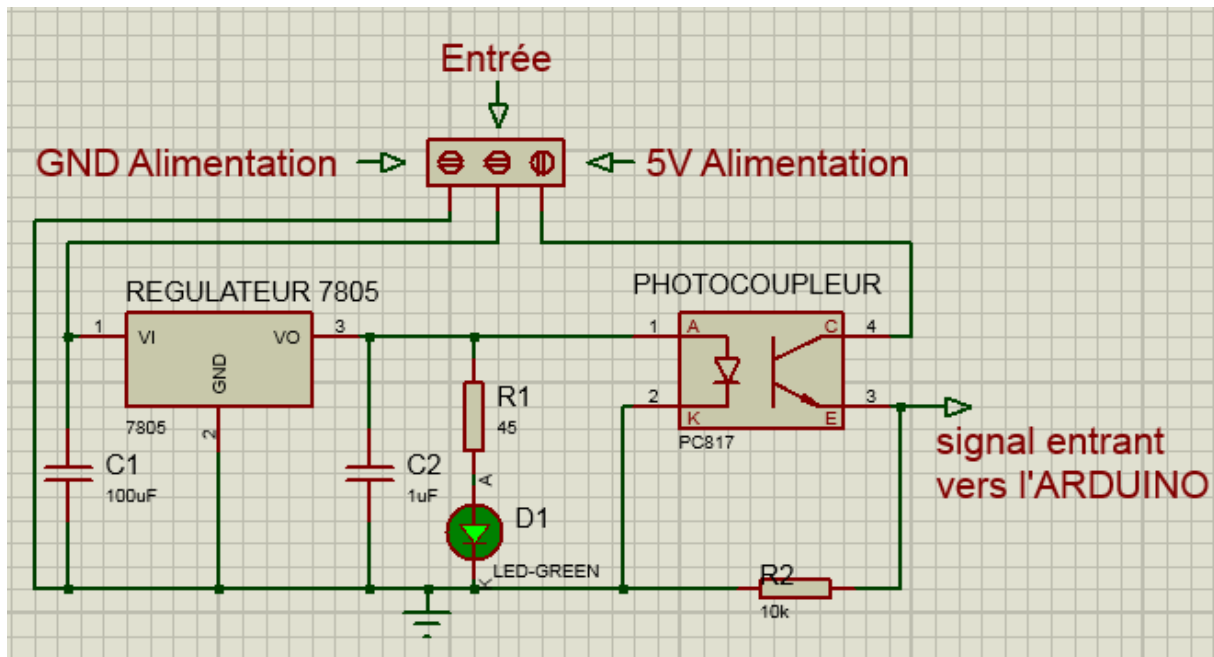 Entrée
GND Alimentation
5V Alimentation
REGULATEUR 7805
PHOTOCOUPLEUR
1
VI
VO
3
GND
7805
2
1
A
C
4
2
K
E
3
PC817
R1
45
C1
100uF
C2
1uF
A
D1
K
LED-GREEN
signal entrant
vers l'ARDUINO
R2
10k